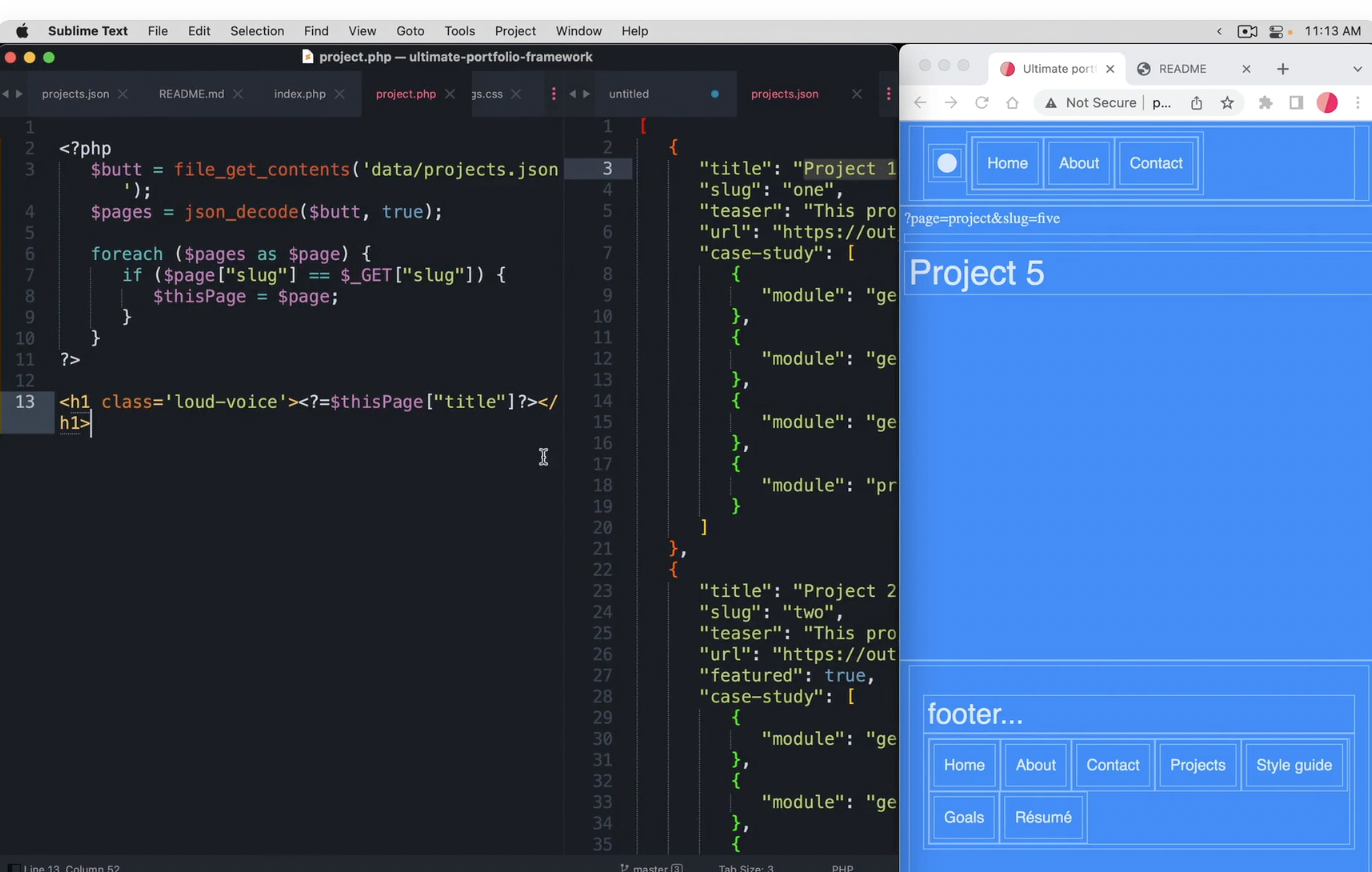 Sublime Text File Edit Selection Find View Goto Tools Project Window Help 11:13 AM
project.php — ultimate-portfolio-framework
projects.json README.md index.php project.php gs.css
1
2 <?php
3 $butt = file_get_contents('data/projects.json
');
4 $pages = json_decode($butt, true);
5
6 foreach ($pages as $page) {
7 if ($page["slug"] == $_GET["slug"]) {
8 $thisPage = $page;
9 }
10 }
11 ?>
12
13 <h1 class='loud-voice'><?=$thisPage["title"]?></
h1>
Line 13, Column 52
untitled projects.json
1 [
2 {
3 "title": "Project 1
4 "slug": "one",
5 "teaser": "This pro
6 "url": "https://out
7 "case-study": [
8 {
9 "module": "ge
10 },
11 {
12 "module": "ge
13 },
14 {
15 "module": "ge
16 },
17 {
18 "module": "pr
19 }
20 ]
21 },
22 {
23 "title": "Project 2
24 "slug": "two",
25 "teaser": "This pro
26 "url": "https://out
27 "featured": true,
28 "case-study": [
29 {
30 "module": "ge
31 },
32 {
33 "module": "ge
34 },
35 {
master 3 Tab Size: 3 PHP
Ultimate port README
Not Secure p...
Home About Contact
?page=project&slug=five
Project 5
footer...
Home About Contact Projects Style guide
Goals Résumé